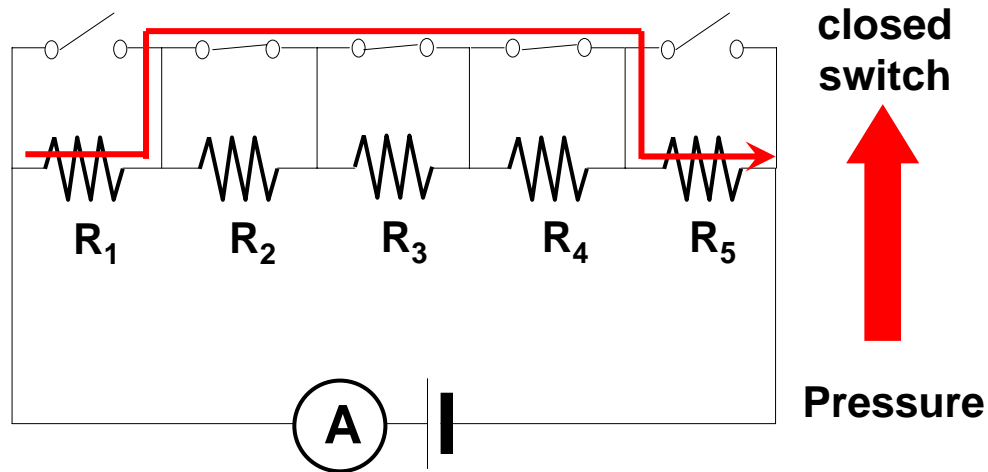 closed
switch
R1 R2 R3 R4 R5
Pressure
A